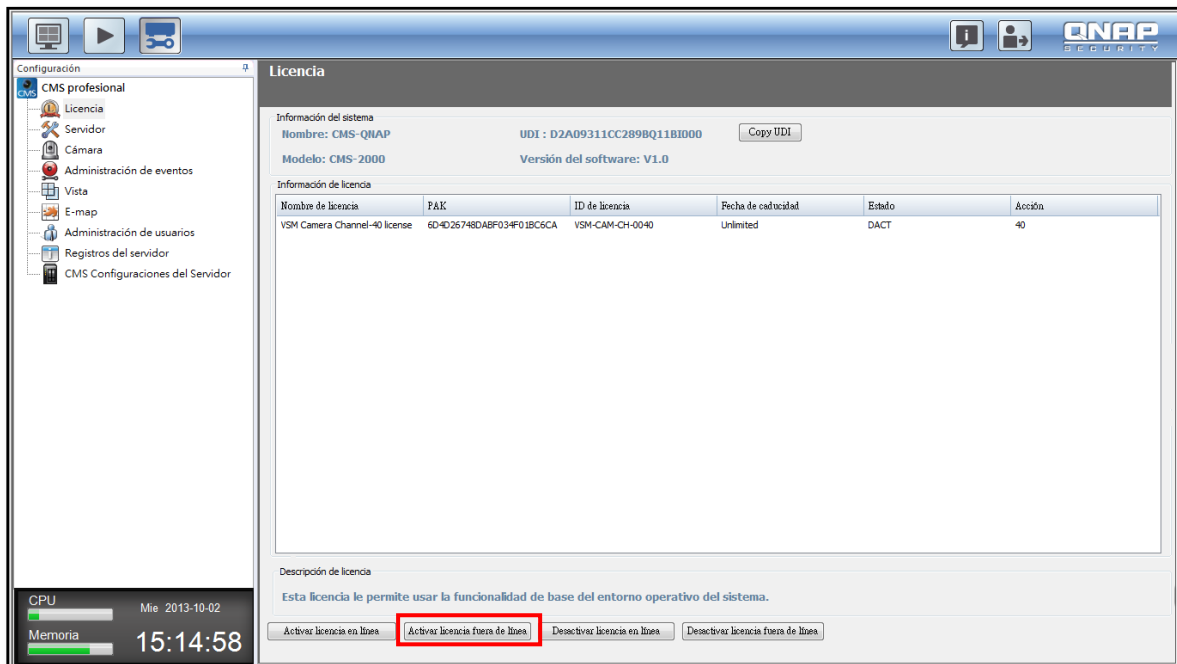 QNAP
SECURITY
Configuración
CMS
CMS profesional
Licencia
Servidor
Cámara
Administración de eventos
Vista
E-map
Administración de usuarios
Registros del servidor
CMS Configuraciones del Servidor
CPU
Mie 2013-10-02
Memoria
15:14:58
Licencia
Información del sistema
Nombre: CMS-QNAP UDI : D2A09311CC289BQ11BI000 Copy UDI
Modelo: CMS-2000 Versión del software: V1.0
Información de licencia
Nombre de licencia PAK ID de licencia Fecha de caducidad Estado Acción
VSM Camera Channel-40 license 6D4D26748DABF034F01BC6CA VSM-CAM-CH-0040 Unlimited DACT 40
Descripción de licencia
Esta licencia le permite usar la funcionalidad de base del entorno operativo del sistema.
Activar licencia en línea Activar licencia fuera de línea Desactivar licencia en línea Desactivar licencia fuera de línea